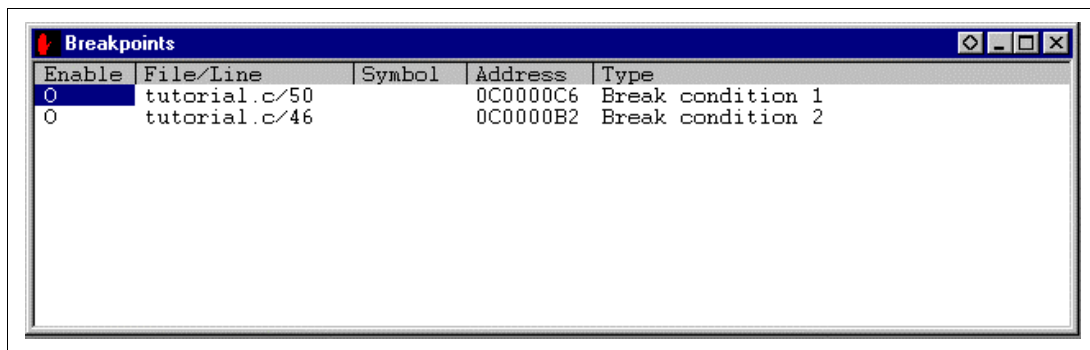 Breakpoints
Enable File/Line Symbol Address Type
O tutorial.c/50 0C0000C6 Break condition 1
O tutorial.c/46 0C0000B2 Break condition 2